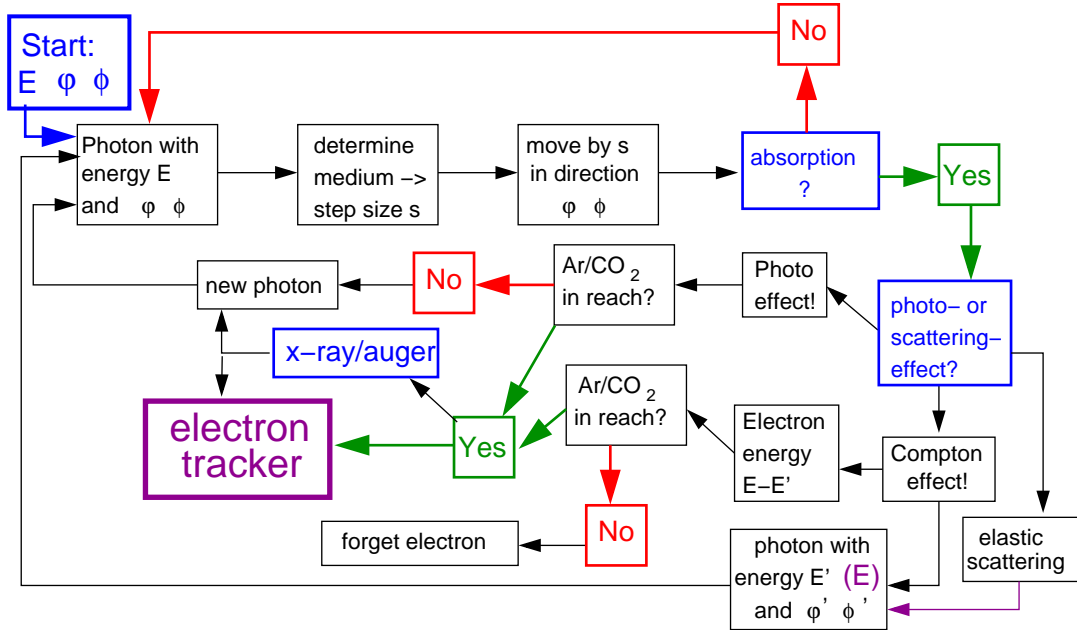 No
Start:
E φ ϕ
Photon with
energy E
and φ ϕ
determine
medium −>
step size s
move by s
in direction
φ ϕ
absorption
?
Yes
new photon
No
Ar/CO 2
in reach?
Photo
effect!
photo− or
scattering−
effect?
x−ray/auger
electron
tracker
Yes
Ar/CO 2
in reach?
Electron
energy
E−E'
Compton
effect!
forget electron
No
photon with
energy E' (E)
and φ' ϕ'
elastic
scattering